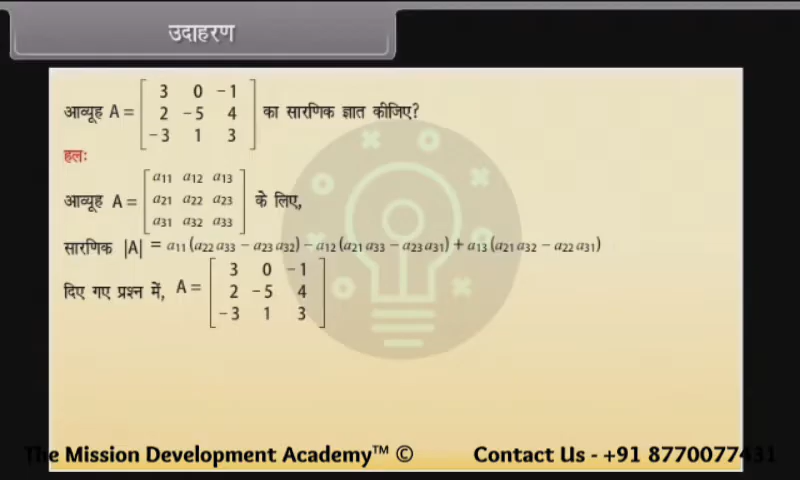 उदाहरण
आव्यूह A = [ 3 0 -1
2 -5 4
-3 1 3 ] का सारणिक ज्ञात कीजिए?
हलः
आव्यूह A = [ a11 a12 a13
a21 a22 a23
a31 a32 a33 ] के लिए,
सारणिक |A| = a11 (a22 a33 − a23 a32) − a12 (a21 a33 − a23 a31) + a13 (a21 a32 − a22 a31)
दिए गए प्रश्न में, A = [ 3 0 -1
2 -5 4
-3 1 3 ]
The Mission Development Academy™ © Contact Us - +91 8770077431